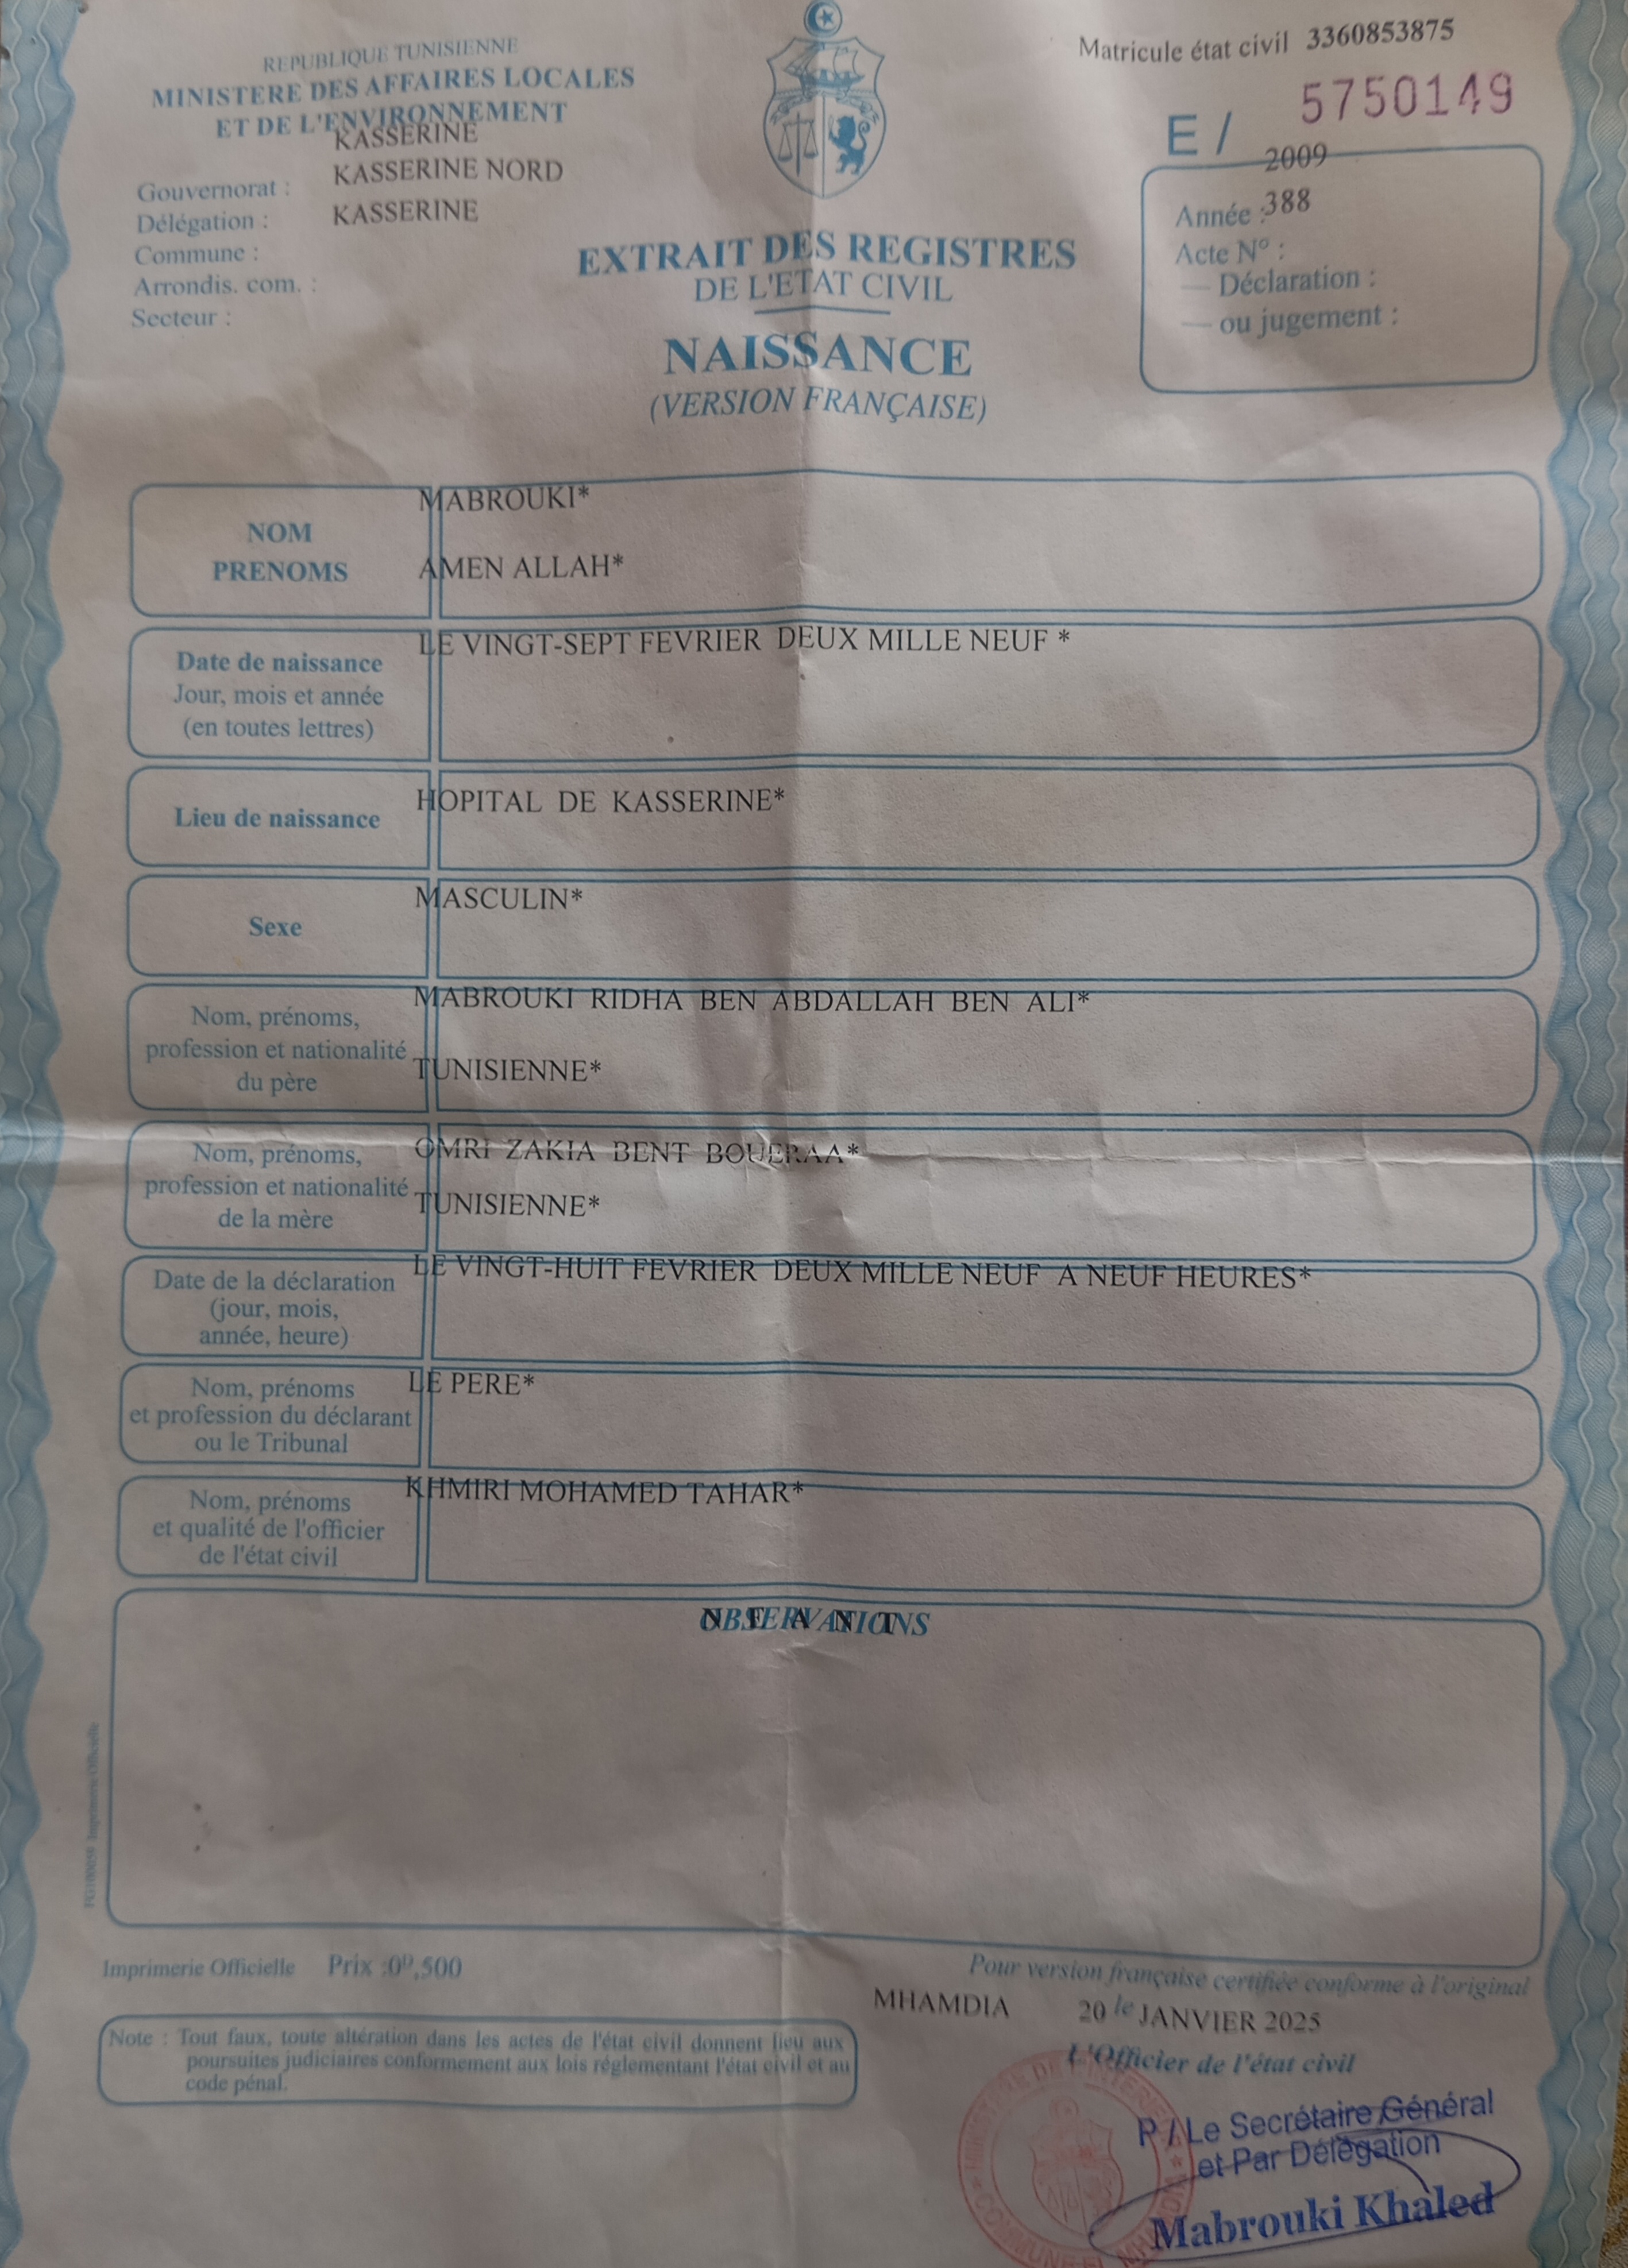 REPUBLIQUE TUNISIENNE
MINISTERE DES AFFAIRES LOCALES
ET DE L'ENVIRONNEMENT
KASSERINE
KASSERINE NORD
Gouvernorat :
KASSERINE
Délégation :
Commune :
Arrondis. com. :
Secteur :
Matricule état civil 3360853875
5750149
E /
2009
Année : 388
Acte N° :
— Déclaration :
— ou jugement :
EXTRAIT DES REGISTRES
DE L'ETAT CIVIL
NAISSANCE
(VERSION FRANÇAISE)
NOM
PRENOMS
MABROUKI*
AMEN ALLAH*
Date de naissance
Jour, mois et année
(en toutes lettres)
LE VINGT-SEPT FEVRIER DEUX MILLE NEUF *
Lieu de naissance
HOPITAL DE KASSERINE*
Sexe
MASCULIN*
Nom, prénoms,
profession et nationalité
du père
MABROUKI RIDHA BEN ABDALLAH BEN ALI*
TUNISIENNE*
Nom, prénoms,
profession et nationalité
de la mère
OMRI ZAKIA BENT
TUNISIENNE*
Date de la déclaration
(jour, mois,
année, heure)
LE VINGT-HUIT FEVRIER DEUX MILLE NEUF A NEUF HEURES*
Nom, prénoms
et profession du déclarant
ou le Tribunal
LE PERE*
Nom, prénoms
et qualité de l'officier
de l'état civil
KHMIRI MOHAMED TAHAR*
OBSERVATIONS
N E A N T
Imprimerie Officielle Prix :0ᴰ,500
Pour version française certifiée conforme à l'original
MHAMDIA 20 le JANVIER 2025
L'Officier de l'état civil
Note : Tout faux, toute altération dans les actes de l'état civil donnent lieu aux
poursuites judiciaires conformement aux lois réglementant l'état civil et au
code pénal.
P / Le Secrétaire Général
et Par Délègation
Mabrouki Khaled